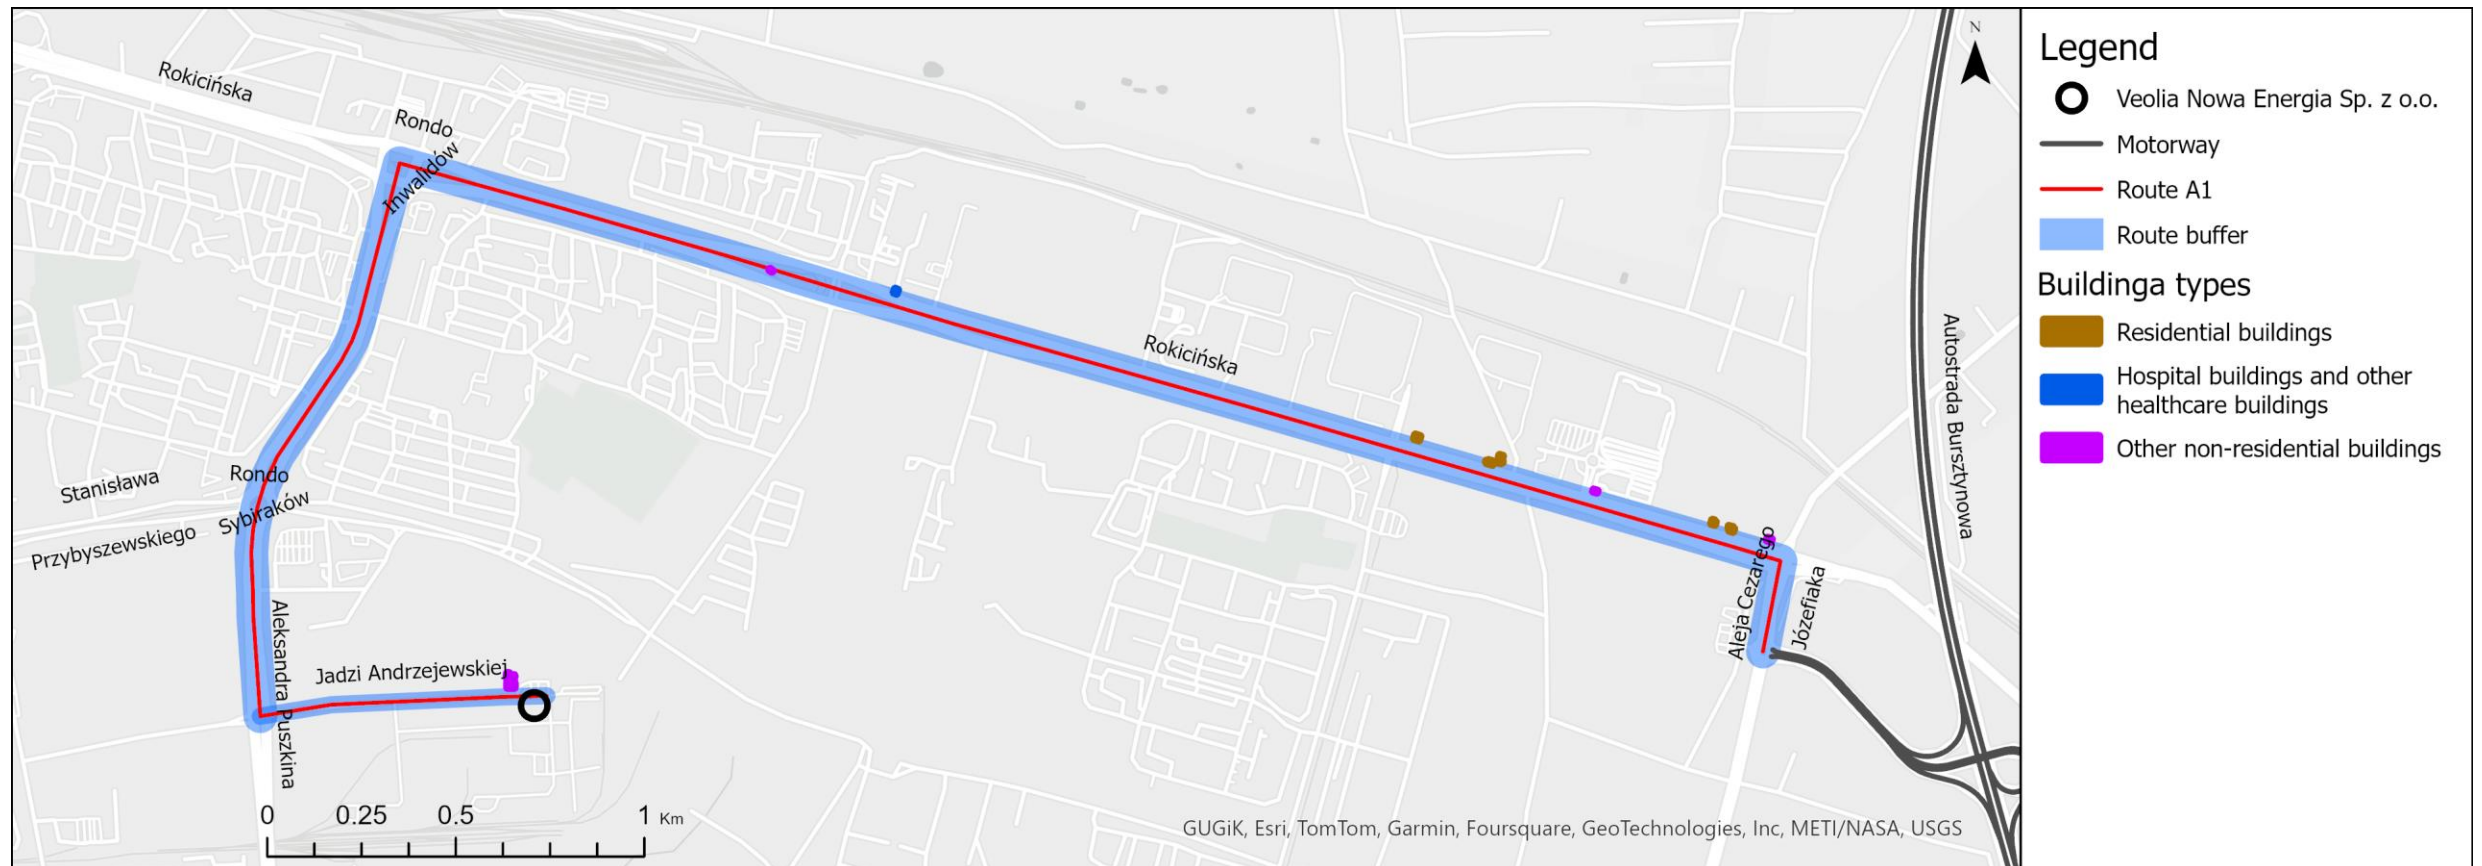 Rokicińska
Rondo
Inwalidów
Rokicińska
Stanisława
Przybyszewskiego
Rondo
Sybiraków
Aleksandra Puszkina
Jadzi Andrzejewskiej
Aleja Cezarego
Józefiaka
Autostrada Bursztynowa
N
0 0.25 0.5 1 Km
GUGiK, Esri, TomTom, Garmin, Foursquare, GeoTechnologies, Inc, METI/NASA, USGS
Legend
Veolia Nowa Energia Sp. z o.o.
Motorway
Route A1
Route buffer
Buildinga types
Residential buildings
Hospital buildings and other
healthcare buildings
Other non-residential buildings